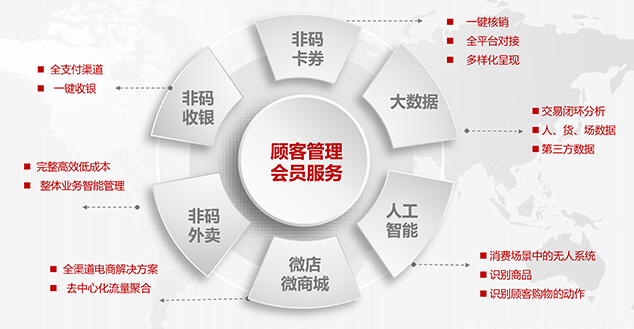 非码
卡券
一键核销
全平台对接
多样化呈现
全支付渠道
一键收银
非码
收银
大数据
交易闭环分析
人、货、场数据
第三方数据
顾客管理
会员服务
完整高效低成本
整体业务智能管理
非码
外卖
人工
智能
消费场景中的无人系统
识别商品
识别顾客购物的动作
微店
微商城
全渠道电商解决方案
去中心化流量聚合